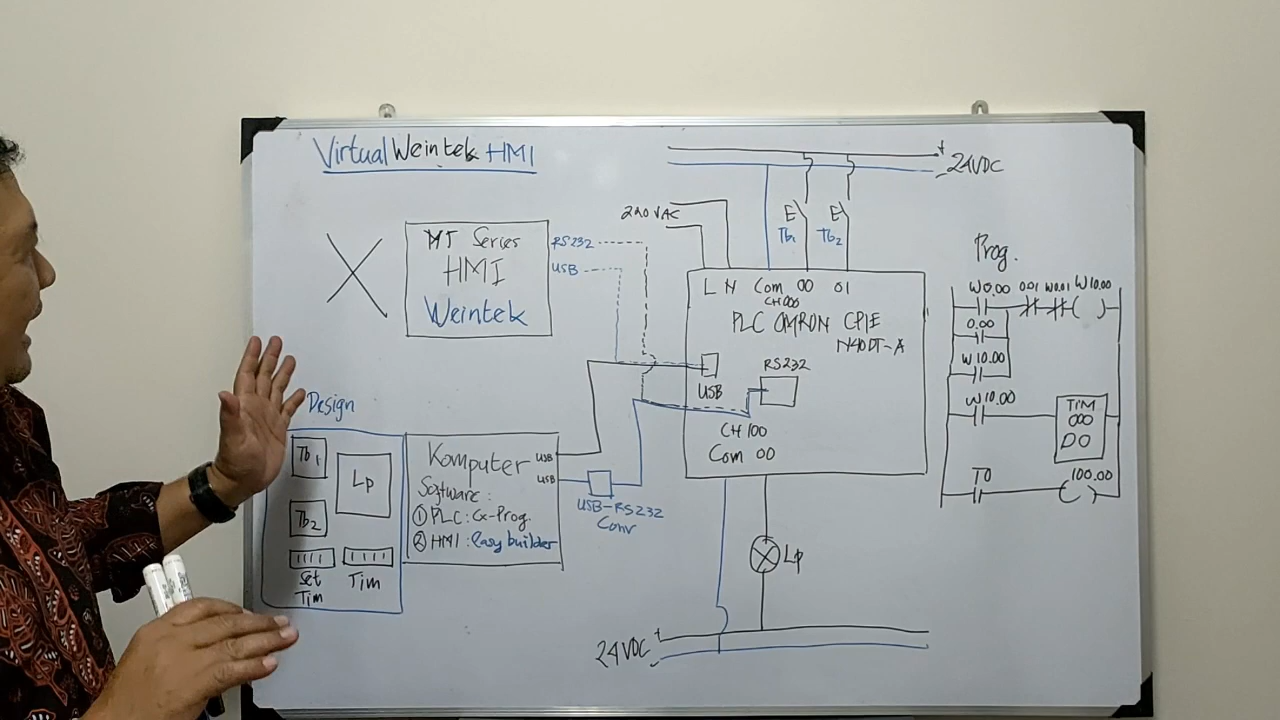 Virtual Weintek HMI
MT Series
HMI
Weintek
RS232
USB
220 VAC
+
- 24VDC
E E
Tb1 Tb2
L N Com 00 01
CH000
PLC OMRON CP1E
N40DT-A
RS232
USB
CH100
Com 00
Lp
24VDC + -
Design
Tb1
Lp
Tb2
Set
Tim
Tim
Komputer
USB
USB
Software :
① PLC : Cx-Prog.
② HMI : Easy builder
USB-RS232
Conv
Prog.
W0.00 0.01 W0.01 W10.00
0.00
W10.00
W10.00
TIM
000
D0
T0 100.00